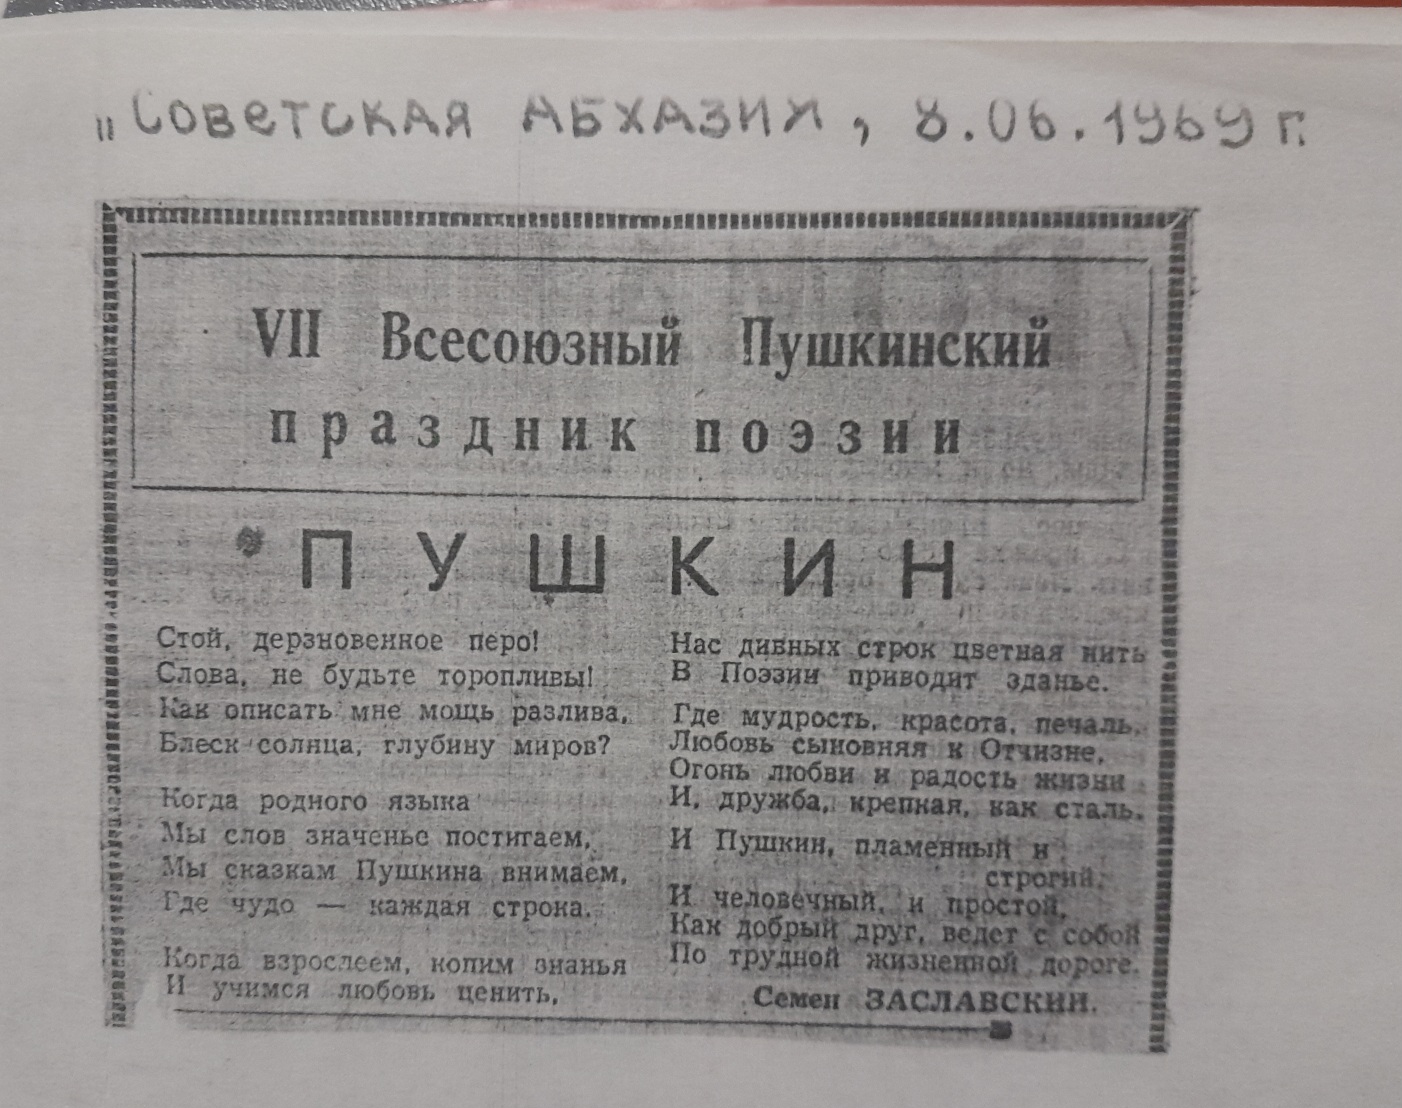 „Советская Абхазия, 8.06.1969 г.
VII Всесоюзный Пушкинский
праздник поэзии
ПУШКИН
Стой, дерзновенное перо!
Слова, не будьте торопливы!
Как описать мне мощь разлива,
Блеск солнца, глубину миров?
Когда родного языка
Мы слов значенье постигаем,
Мы сказкам Пушкина внимаем,
Где чудо — каждая строка.
Когда взрослеем, копим знанья
И учимся любовь ценить,
Нас дивных строк цветная нить
В Поэзии приводит зданье.
Где мудрость, красота, печаль,
Любовь сыновняя к Отчизне,
Огонь любви и радость жизни
И, дружба, крепкая, как сталь.
И Пушкин, пламенный и
строгий,
И человечный, и простой,
Как добрый друг, ведет с собой
По трудной жизненной дороге.
Семен ЗАСЛАВСКИЙ.